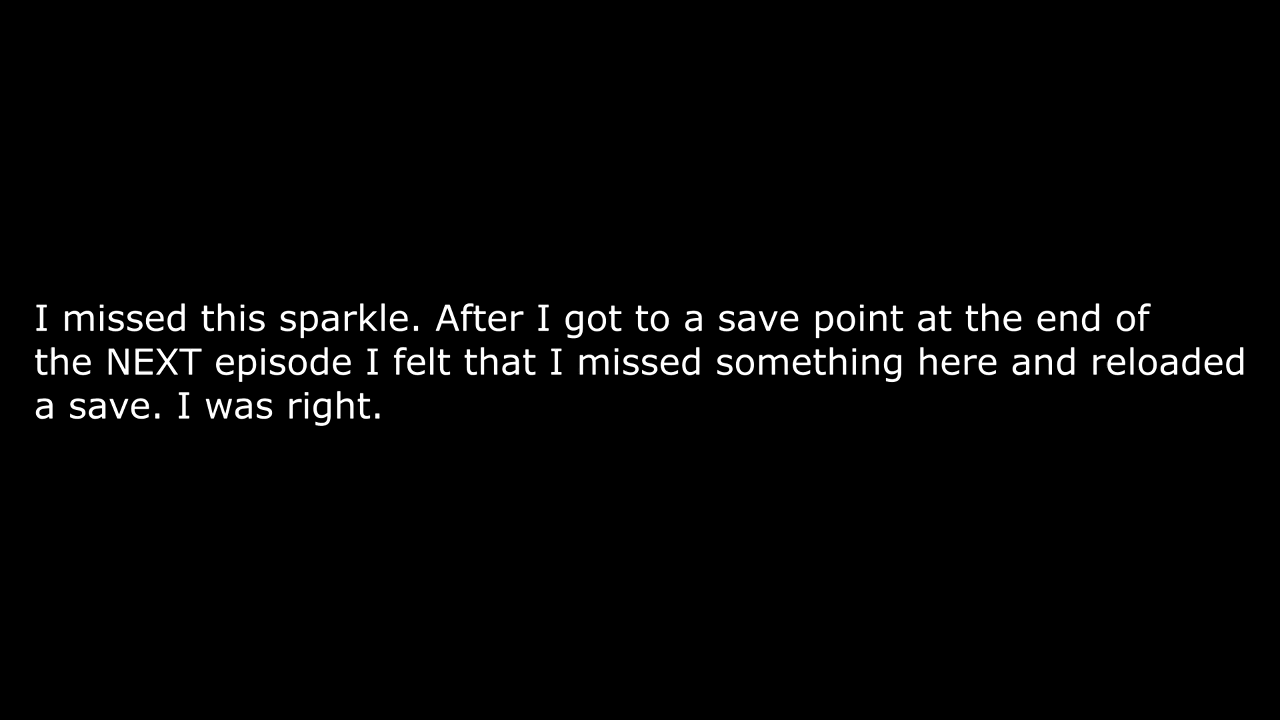 I missed this sparkle. After I got to a save point at the end of
the NEXT episode I felt that I missed something here and reloaded
a save. I was right.